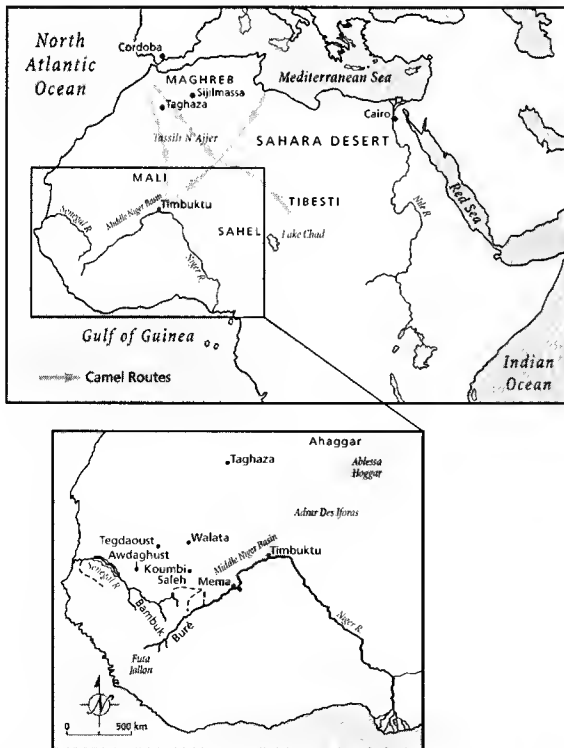 North
Atlantic
Ocean
Cordoba
MAGHREB
Sijilmassa
Taghaza
Mediterranean Sea
Cairo
Tassili N'Ajjer
SAHARA DESERT
MALI
Timbuktu
Middle Niger Basin
Senegal R.
TIBESTI
SAHEL
Lake Chad
Nile R.
Red Sea
Niger R.
Gulf of Guinea
Camel Routes
Indian
Ocean
Ahaggar
Taghaza
Ablessa
Hoggar
Adrar Des Iforas
Tegdaoust
Awdaghust
Walata
Middle Niger Basin
Timbuktu
Koumbi
Saleh
Mema
Senegal R.
Bambuk
Buré
Niger R.
Futa
Jallon
N
0 500 km